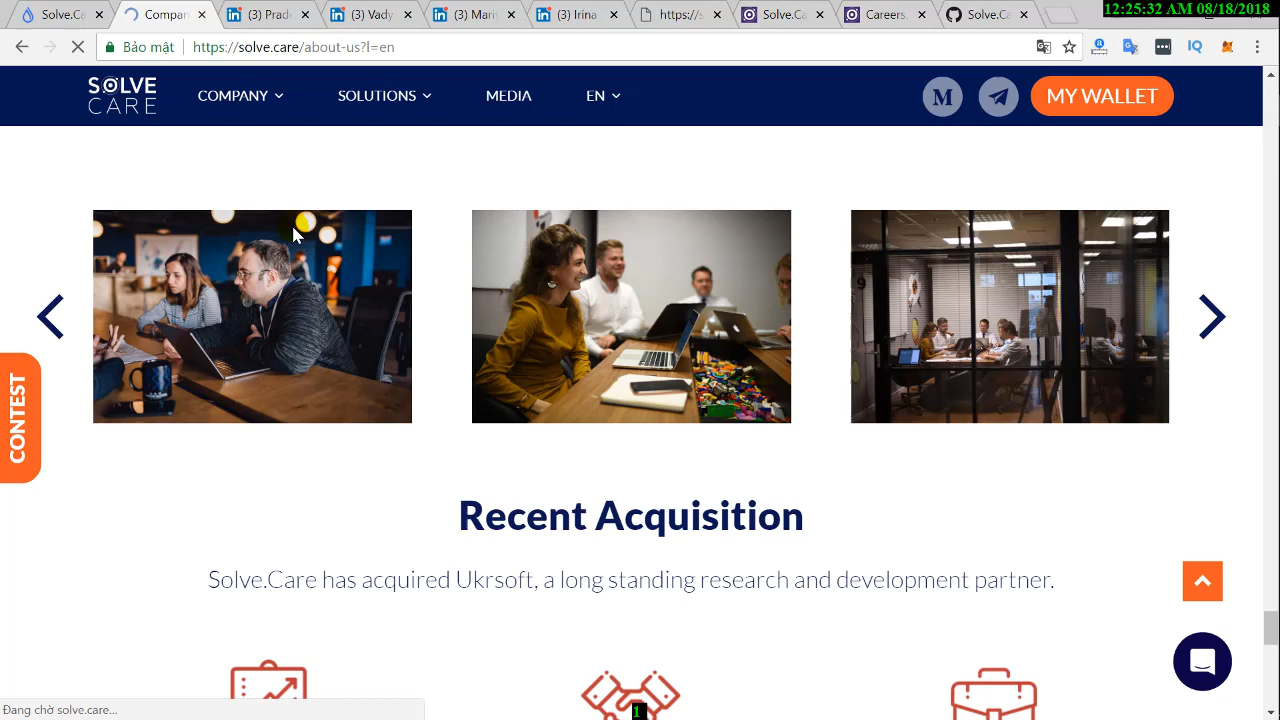 Solve.Ca
Compan
(3) Prad
(3) Vady
(3) Mariy
(3) Irina
https://s
Solve.Ca
Careers.
Solve.Ca
12:25:32 AM 08/18/2018
Bảo mật
https://solve.care/about-us?l=en
IQ
SOLVE
CARE
COMPANY
SOLUTIONS
MEDIA
EN
M
MY WALLET
CONTEST
Recent Acquisition
Solve.Care has acquired Ukrsoft, a long standing research and development partner.
Đang chờ solve.care...
1